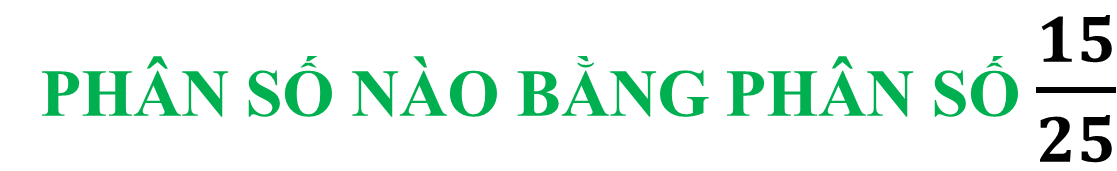 PHÂN SỐ NÀO BẰNG PHÂN SỐ 15/25